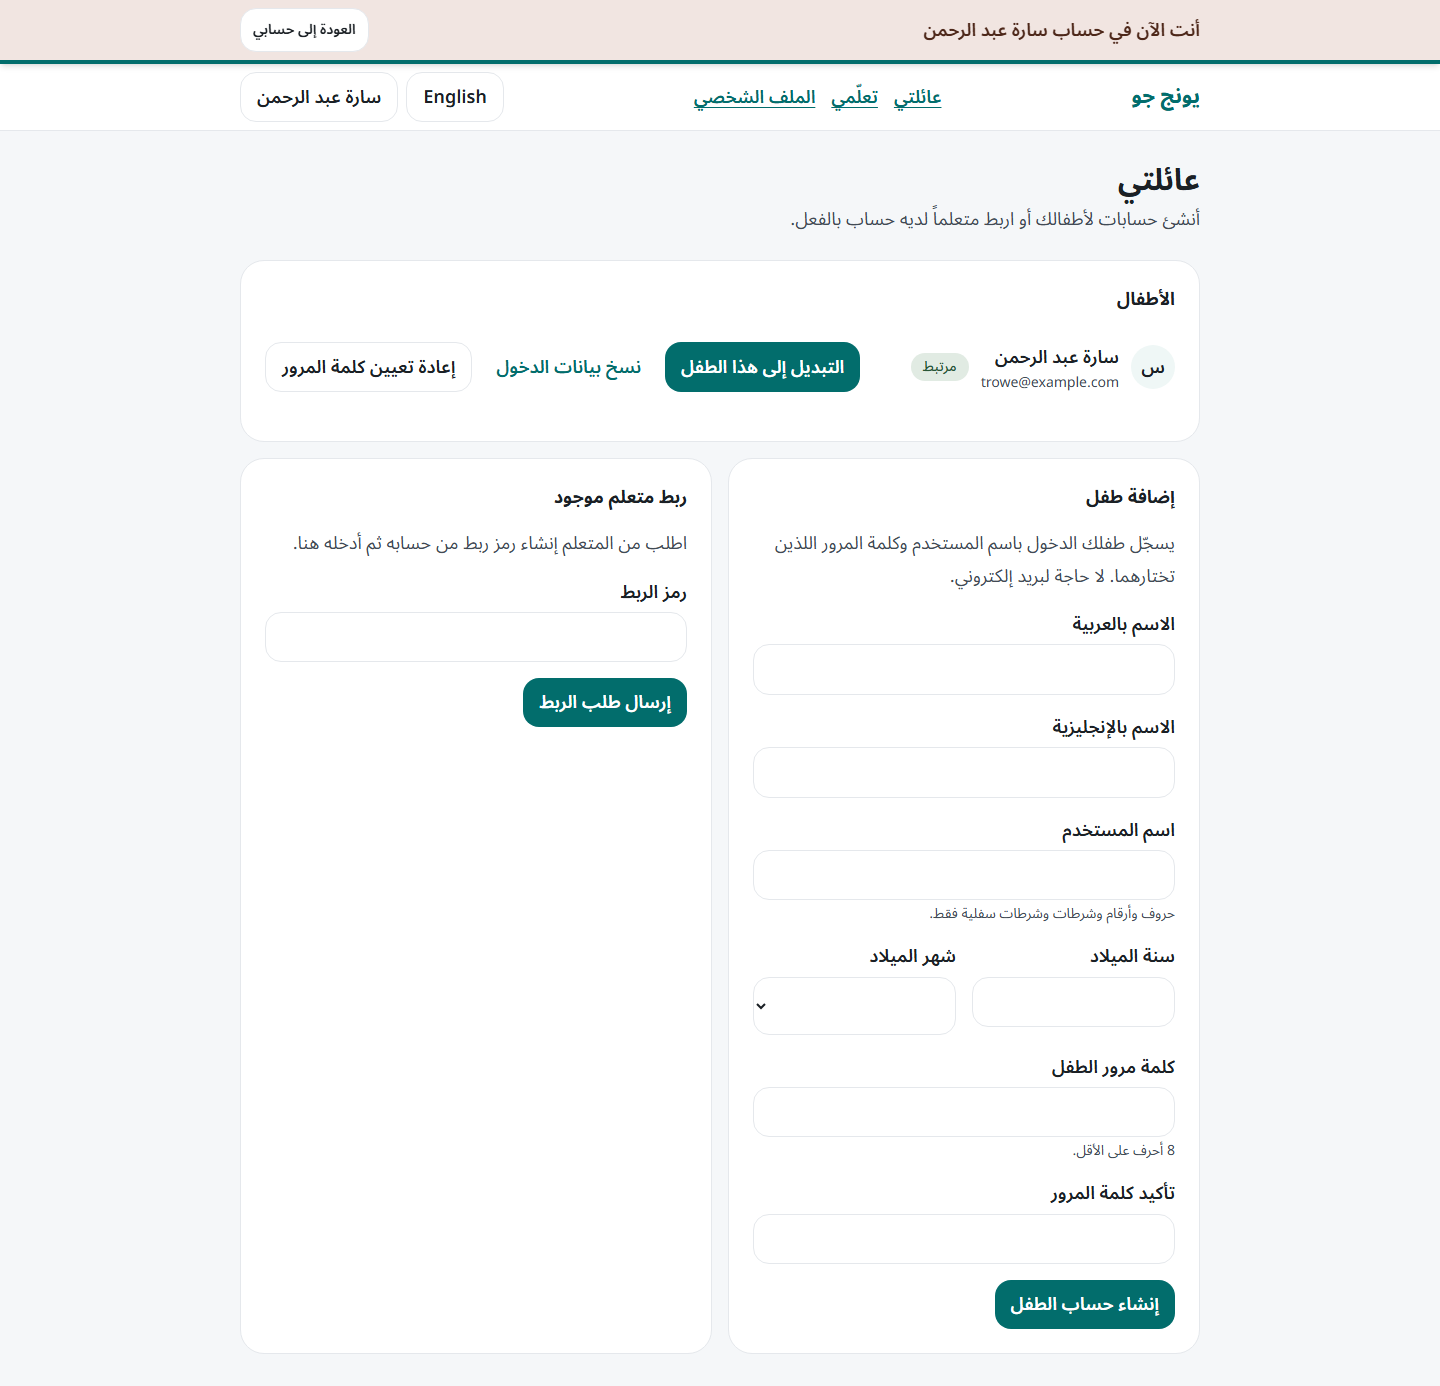 أنت الآن في حساب سارة عبد الرحمن
العودة إلى حسابي
يونج جو
عائلتي
تعلّمي
الملف الشخصي
English
سارة عبد الرحمن
عائلتي
أنشئ حسابات لأطفالك أو اربط متعلماً لديه حساب بالفعل.
الأطفال
س
سارة عبد الرحمن
trowe@example.com
مرتبط
التبديل إلى هذا الطفل
نسخ بيانات الدخول
إعادة تعيين كلمة المرور
إضافة طفل
يسجّل طفلك الدخول باسم المستخدم وكلمة المرور اللذين
تختارهما. لا حاجة لبريد إلكتروني.
الاسم بالعربية
الاسم بالإنجليزية
اسم المستخدم
حروف وأرقام وشرطات وشرطات سفلية فقط.
سنة الميلاد
شهر الميلاد
كلمة مرور الطفل
8 أحرف على الأقل.
تأكيد كلمة المرور
إنشاء حساب الطفل
ربط متعلم موجود
اطلب من المتعلم إنشاء رمز ربط من حسابه ثم أدخله هنا.
رمز الربط
إرسال طلب الربط